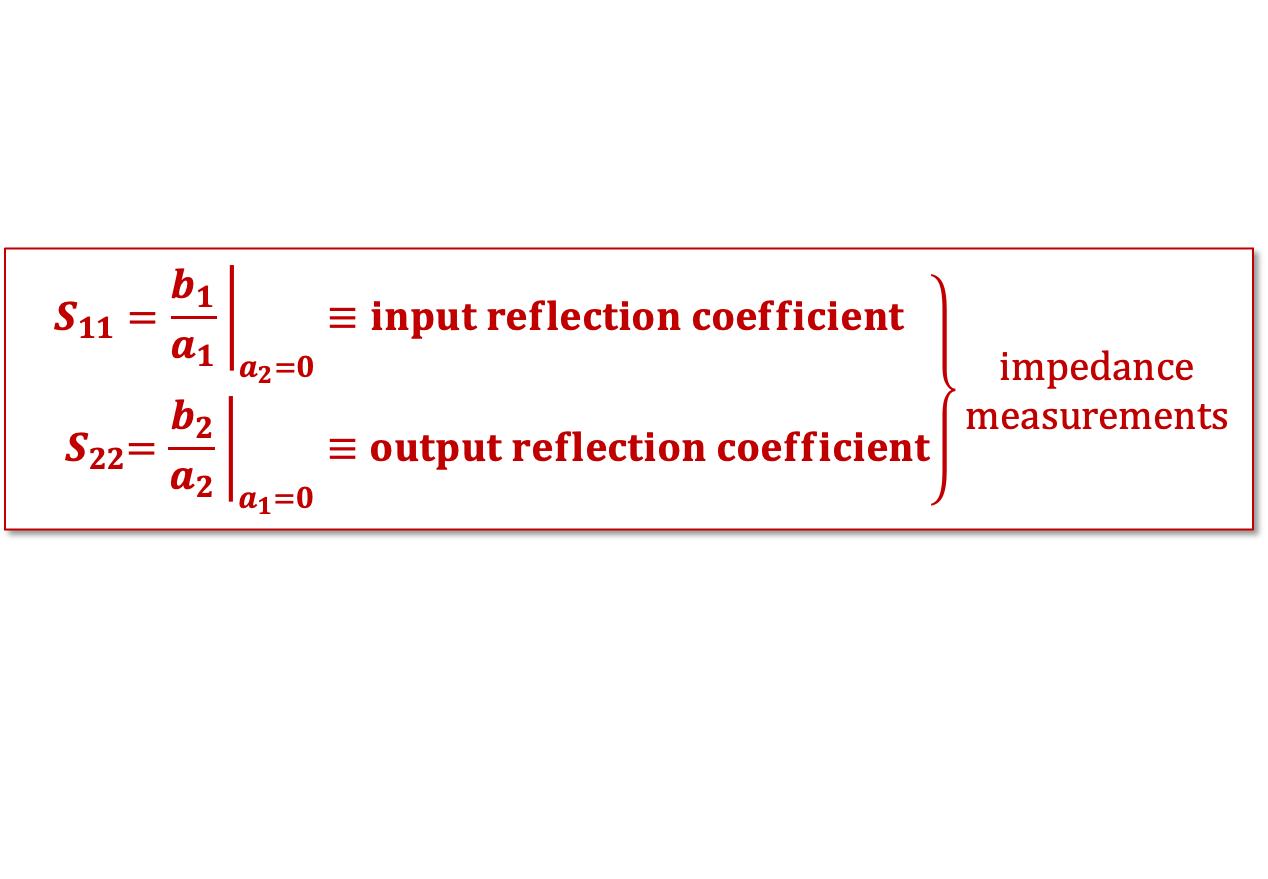 S₁₁ = b₁/a₁ |ₐ₂₌₀ ≡ input reflection coefficient
S₂₂= b₂/a₂ |ₐ₁₌₀ ≡ output reflection coefficient
impedance
measurements